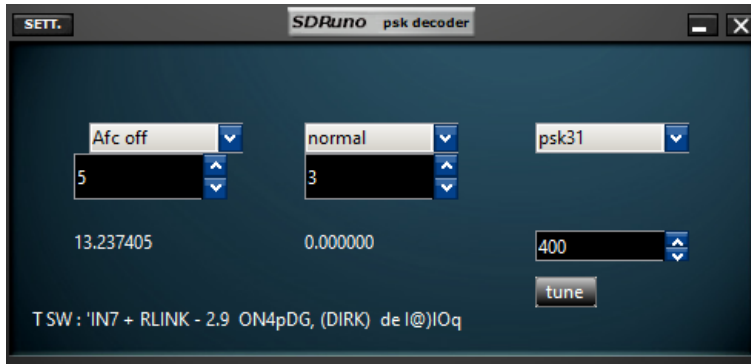 SETT.
SDRuno psk decoder
Afc off
normal
psk31
5
3
13.237405
0.000000
400
tune
T SW : 'IN7 + RLINK - 2.9 ON4pDG, (DIRK) de l@)lOq